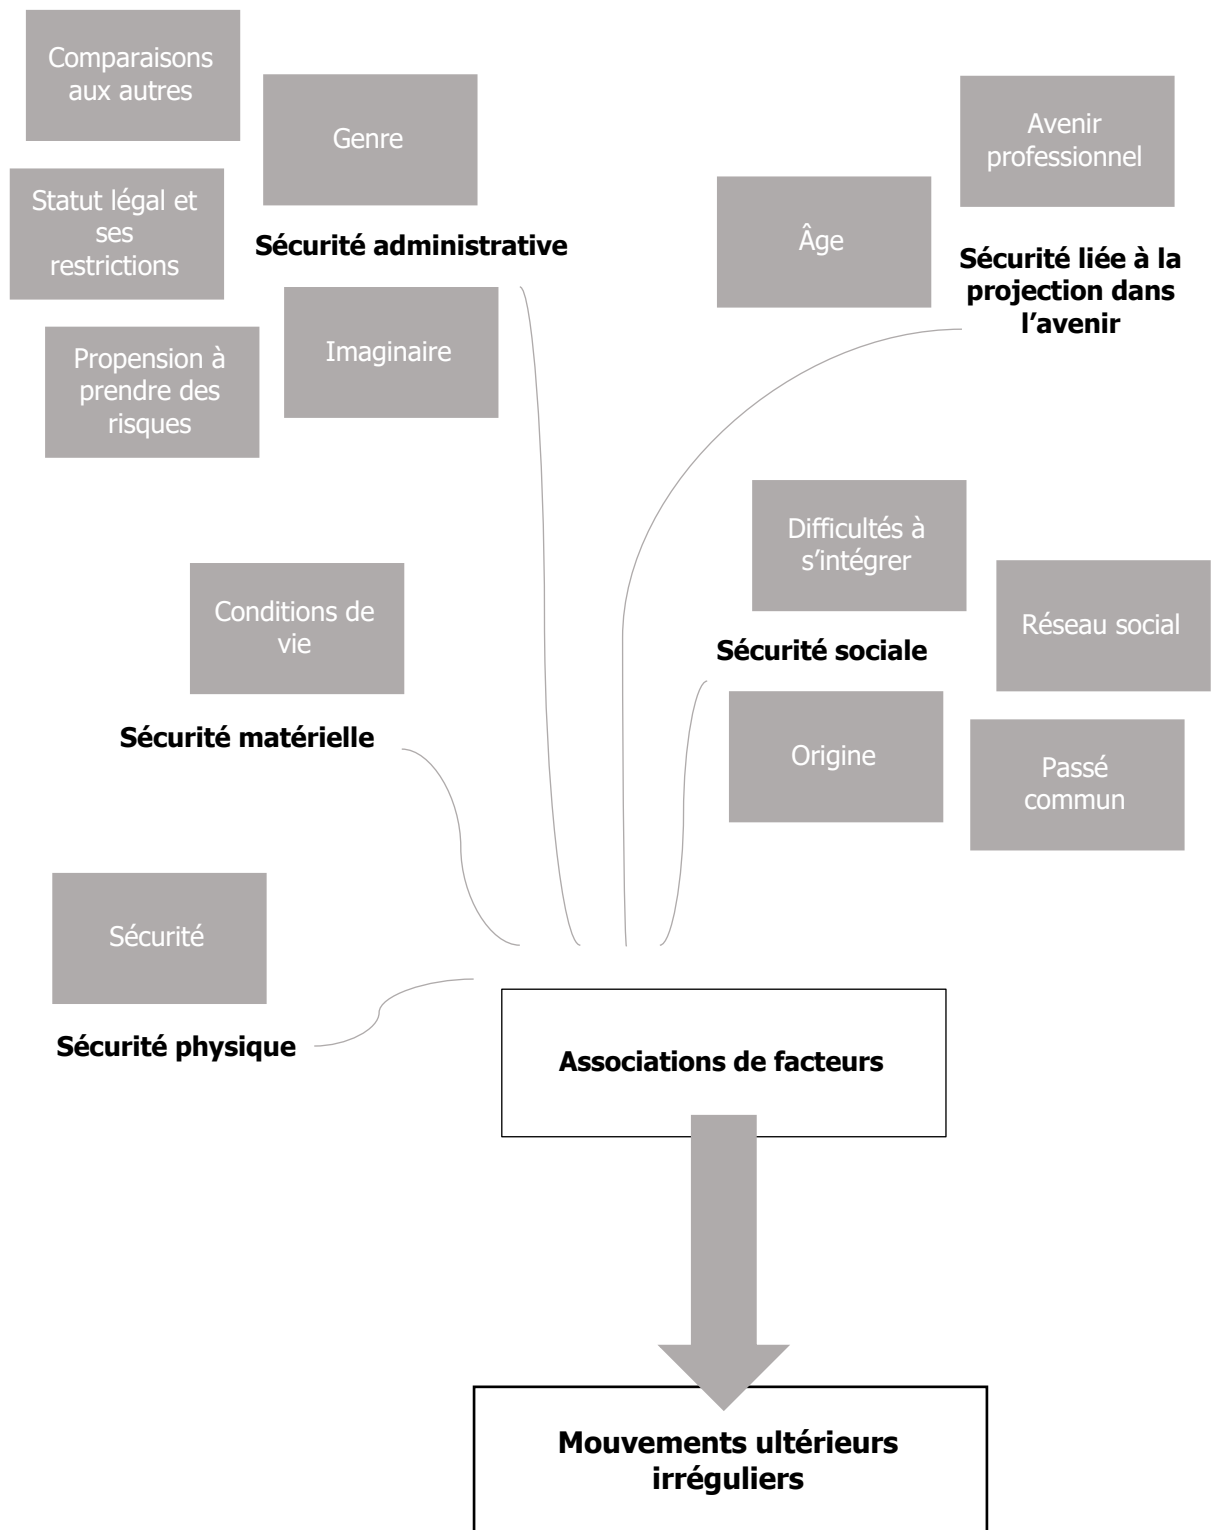 Comparaisons
aux autres
Genre
Statut légal et
ses
restrictions
Sécurité administrative
Propension à
prendre des
risques
Imaginaire
Avenir
professionnel
Âge
Sécurité liée à la
projection dans
l’avenir
Difficultés à
s’intégrer
Réseau social
Sécurité sociale
Origine
Passé
commun
Conditions de
vie
Sécurité matérielle
Sécurité
Sécurité physique
Associations de facteurs
Mouvements ultérieurs
irréguliers